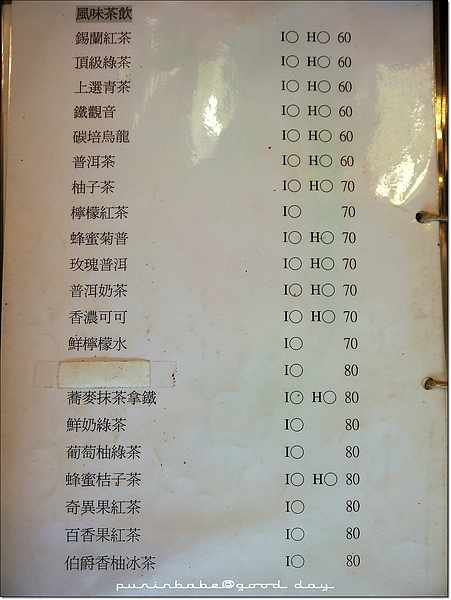 風味茶飲
錫蘭紅茶 I○ H○ 60
頂級綠茶 I○ H○ 60
上選青茶 I○ H○ 60
鐵觀音 I○ H○ 60
碳培烏龍 I○ H○ 60
普洱茶 I○ H○ 60
柚子茶 I○ H○ 70
檸檬紅茶 I○ 70
蜂蜜菊普 I○ H○ 70
玫瑰普洱 I○ H○ 70
普洱奶茶 I○ H○ 70
香濃可可 I○ H○ 70
鮮檸檬水 I○ 70
I○ 80
蕎麥抹茶拿鐵 I○ H○ 80
鮮奶綠茶 I○ 80
葡萄柚綠茶 I○ 80
蜂蜜桔子茶 I○ H○ 80
奇異果紅茶 I○ 80
百香果紅茶 I○ 80
伯爵香柚冰茶 I○ 80
purinbabe@good day